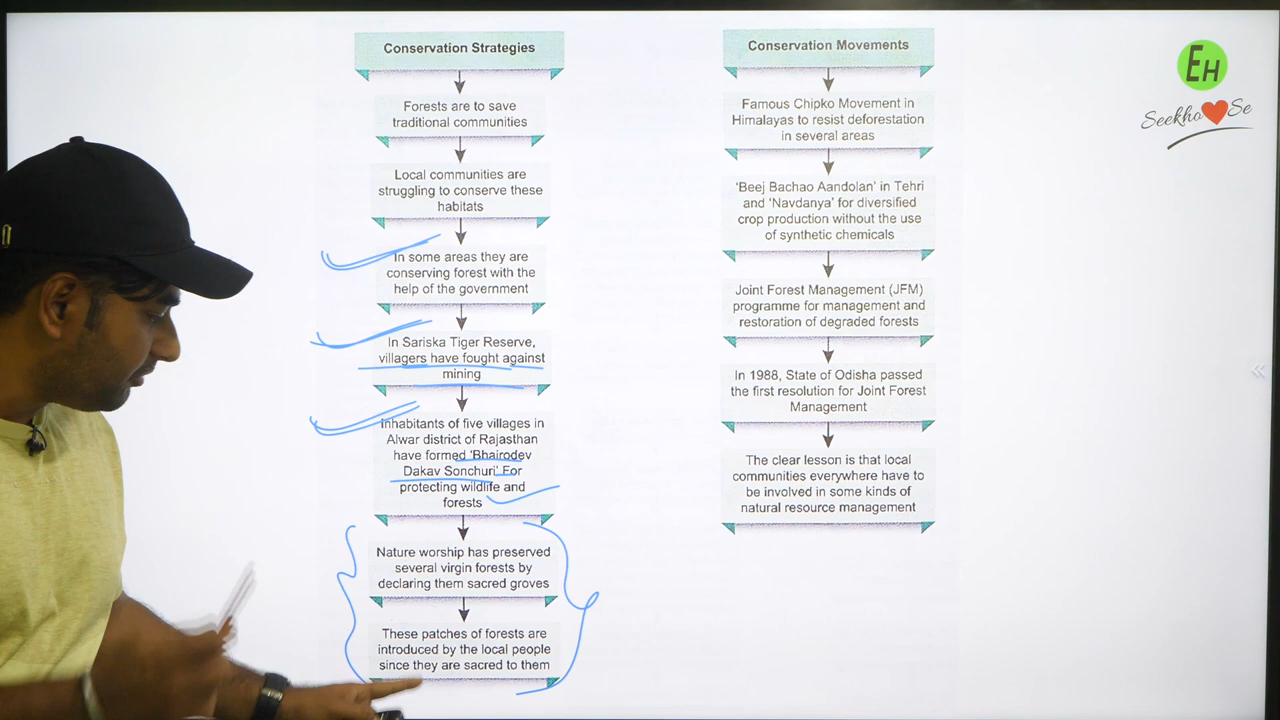 Conservation Strategies
Forests are to save
traditional communities
Local communities are
struggling to conserve these
habitats
In some areas they are
conserving forest with the
help of the government
In Sariska Tiger Reserve,
villagers have fought against
mining
Inhabitants of five villages in
Alwar district of Rajasthan
have formed ‘Bhairodev
Dakav Sonchuri’ For
protecting wildlife and
forests
Nature worship has preserved
several virgin forests by
declaring them sacred groves
These patches of forests are
introduced by the local people
since they are sacred to them
Conservation Movements
Famous Chipko Movement in
Himalayas to resist deforestation
in several areas
‘Beej Bachao Aandolan’ in Tehri
and ‘Navdanya’ for diversified
crop production without the use
of synthetic chemicals
Joint Forest Management (JFM)
programme for management and
restoration of degraded forests
In 1988, State of Odisha passed
the first resolution for Joint Forest
Management
The clear lesson is that local
communities everywhere have to
be involved in some kinds of
natural resource management
EH
Seekho Se